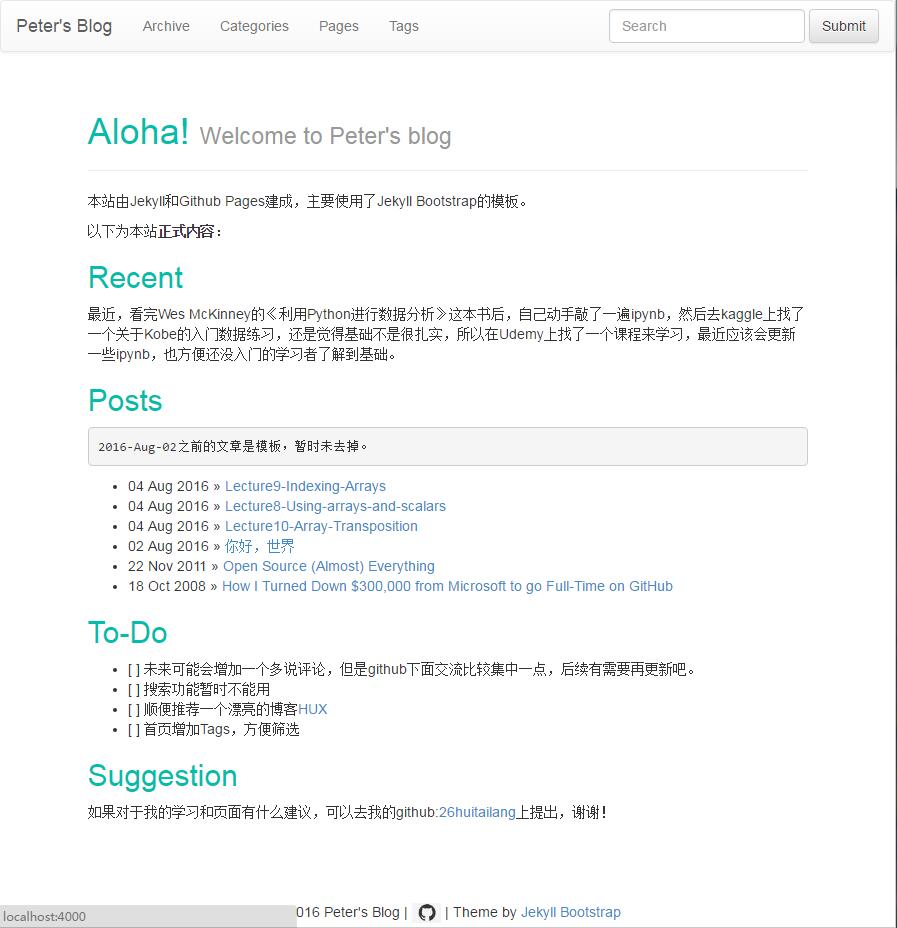 Peter's Blog Archive Categories Pages Tags Search Submit
Aloha! Welcome to Peter's blog
本站由Jekyll和Github Pages建成，主要使用了Jekyll Bootstrap的模板。
以下为本站正式内容：
Recent
最近，看完Wes McKinney的《利用Python进行数据分析》这本书后，自己动手敲了一遍ipynb，然后去kaggle上找了
一个关于Kobe的入门数据练习，还是觉得基础不是很扎实，所以在Udemy上找了一个课程来学习，最近应该会更新
一些ipynb，也方便还没入门的学习者了解到基础。
Posts
2016-Aug-02之前的文章是模板，暂时未去掉。
• 04 Aug 2016 » Lecture9-Indexing-Arrays
• 04 Aug 2016 » Lecture8-Using-arrays-and-scalars
• 04 Aug 2016 » Lecture10-Array-Transposition
• 02 Aug 2016 » 你好，世界
• 22 Nov 2011 » Open Source (Almost) Everything
• 18 Oct 2008 » How I Turned Down $300,000 from Microsoft to go Full-Time on GitHub
To-Do
• [ ] 未来可能会增加一个多说评论，但是github下面交流比较集中一点，后续有需要再更新吧。
• [ ] 搜索功能暂时不能用
• [ ] 顺便推荐一个漂亮的博客HUX
• [ ] 首页增加Tags，方便筛选
Suggestion
如果对于我的学习和页面有什么建议，可以去我的github:26huitailang上提出，谢谢！
016 Peter's Blog | | Theme by Jekyll Bootstrap
localhost:4000